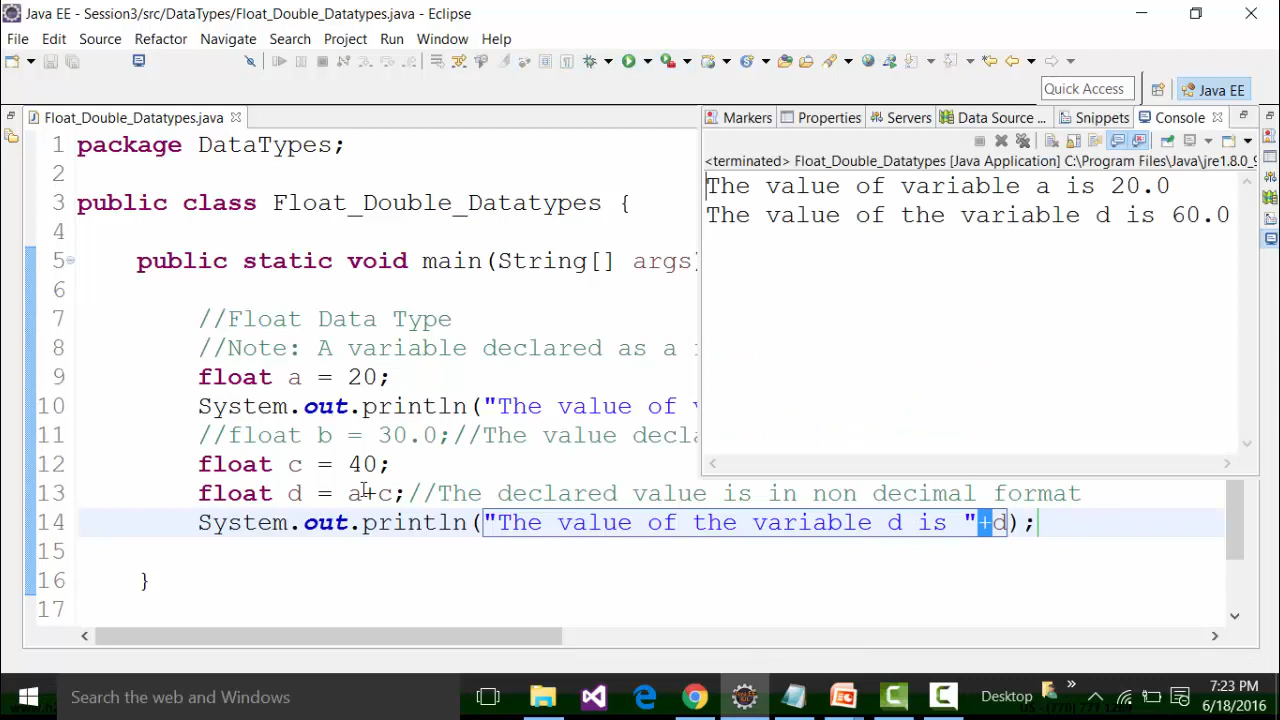 Java EE - Session3/src/DataTypes/Float_Double_Datatypes.java - Eclipse
File Edit Source Refactor Navigate Search Project Run Window Help
Quick Access
Java EE
Float_Double_Datatypes.java
Markers Properties Servers Data Source ... Snippets Console
<terminated> Float_Double_Datatypes [Java Application] C:\Program Files\Java\jre1.8.0_9
The value of variable a is 20.0
The value of the variable d is 60.0
1 package DataTypes;
2
3 public class Float_Double_Datatypes {
4
5 public static void main(String[] args)
6
7 //Float Data Type
8 //Note: A variable declared as a
9 float a = 20;
10 System.out.println("The value of
11 //float b = 30.0;//The value decla
12 float c = 40;
13 float d = a+c;//The declared value is in non decimal format
14 System.out.println("The value of the variable d is "+d);
15
16 }
17
Search the web and Windows
Desktop
7:23 PM
6/18/2016